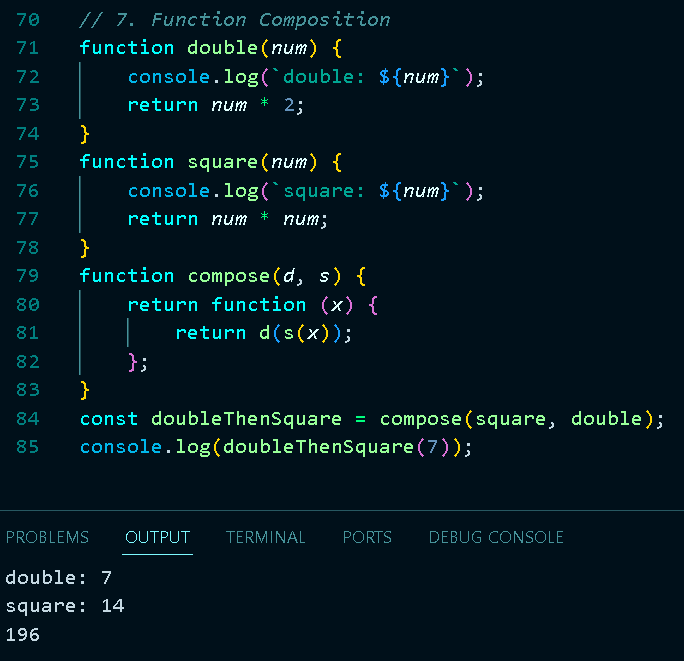 70 // 7. Function Composition
71 function double(num) {
72     console.log(`double: ${num}`);
73     return num * 2;
74 }
75 function square(num) {
76     console.log(`square: ${num}`);
77     return num * num;
78 }
79 function compose(d, s) {
80     return function (x) {
81         return d(s(x));
82     };
83 }
84 const doubleThenSquare = compose(square, double);
85 console.log(doubleThenSquare(7));
PROBLEMS OUTPUT TERMINAL PORTS DEBUG CONSOLE
double: 7
square: 14
196